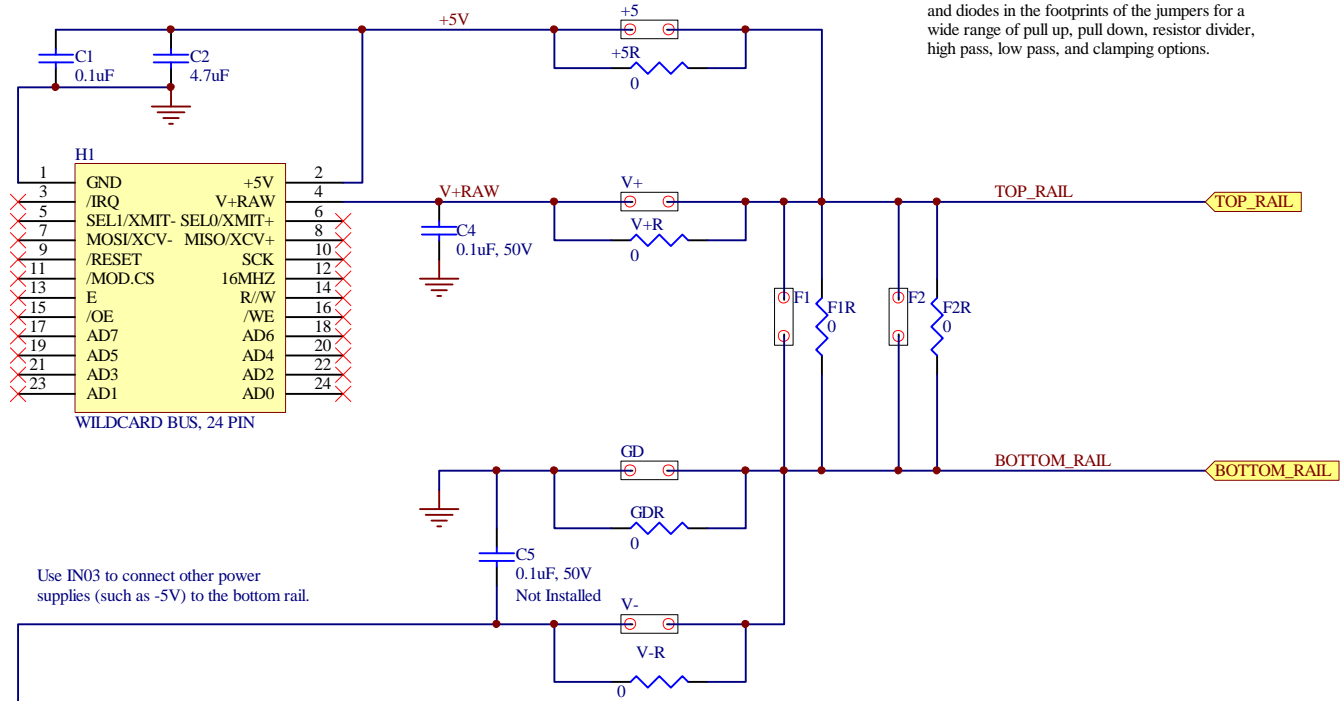 and diodes in the footprints of the jumpers for a
wide range of pull up, pull down, resistor divider,
high pass, low pass, and clamping options.
+5V
+5
+5R
0
C1
0.1uF
C2
4.7uF
H1
1 GND +5V 2
3 /IRQ V+RAW 4
5 SEL1/XMIT- SEL0/XMIT+ 6
7 MOSI/XCV- MISO/XCV+ 8
9 /RESET SCK 10
11 /MOD.CS 16MHZ 12
13 E R//W 14
15 /OE /WE 16
17 AD7 AD6 18
19 AD5 AD4 20
21 AD3 AD2 22
23 AD1 AD0 24
WILDCARD BUS, 24 PIN
V+RAW
C4
0.1uF, 50V
V+
V+R
0
TOP_RAIL
TOP_RAIL
F1
F1R
0
F2
F2R
0
GD
GDR
0
BOTTOM_RAIL
BOTTOM_RAIL
C5
0.1uF, 50V
Not Installed
Use IN03 to connect other power
supplies (such as -5V) to the bottom rail.
V-
V-R
0